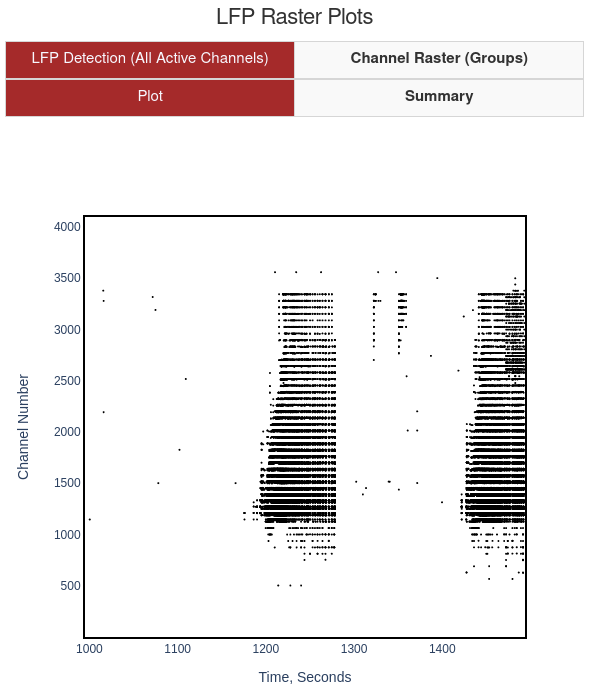 LFP Raster Plots
LFP Detection (All Active Channels)
Channel Raster (Groups)
Plot
Summary
4000
3500
3000
2500
2000
1500
1000
500
Channel Number
1000
1100
1200
1300
1400
Time, Seconds